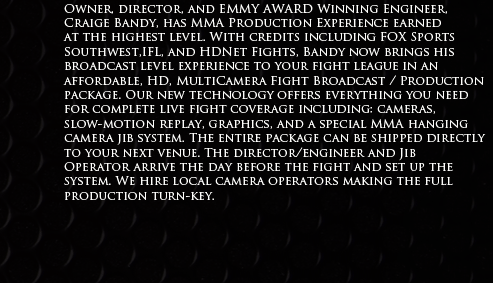 Owner, director, and EMMY AWARD Winning Engineer,
Craige Bandy, has MMA Production Experience earned
at the highest level. With credits including FOX Sports
Southwest,IFL, and HDNet Fights, Bandy now brings his
broadcast level experience to your fight league in an
affordable, HD, MultiCamera Fight Broadcast / Production
package. Our new technology offers everything you need
for complete live fight coverage including: cameras,
slow-motion replay, graphics, and a special MMA hanging
camera jib system. The entire package can be shipped directly
to your next venue. The director/engineer and Jib
Operator arrive the day before the fight and set up the
system. We hire local camera operators making the full
production turn-key.